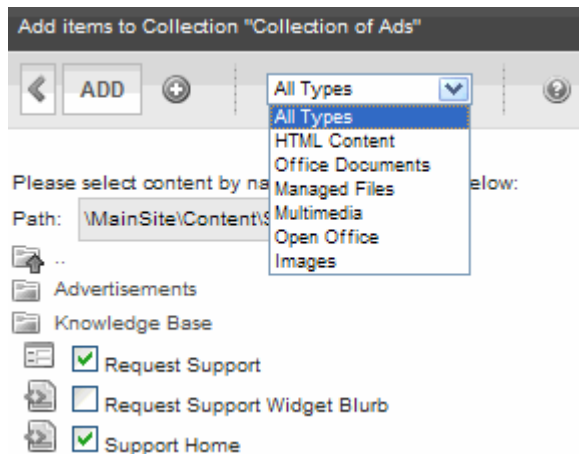 Add items to Collection "Collection of Ads"
ADD
All Types
All Types
HTML Content
Office Documents
Managed Files
Multimedia
Open Office
Images
Please select content by elow:
Path: \MainSite\Content\
..
Advertisements
Knowledge Base
Request Support
Request Support Widget Blurb
Support Home